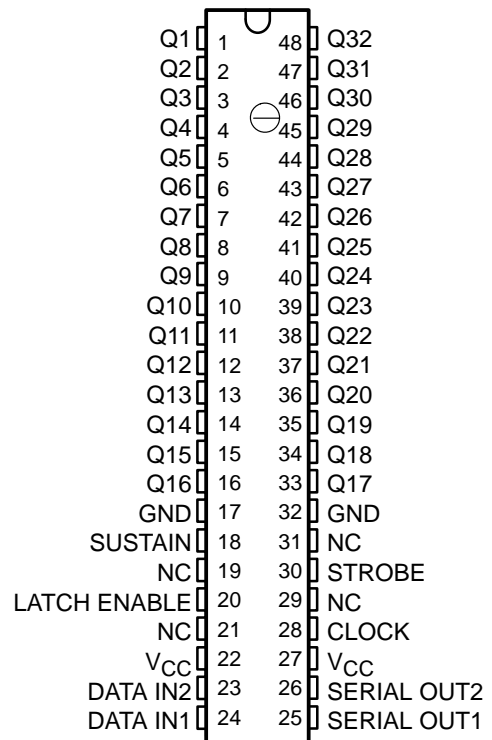 Q1 1 48 Q32
Q2 2 47 Q31
Q3 3 46 Q30
Q4 4 45 Q29
Q5 5 44 Q28
Q6 6 43 Q27
Q7 7 42 Q26
Q8 8 41 Q25
Q9 9 40 Q24
Q10 10 39 Q23
Q11 11 38 Q22
Q12 12 37 Q21
Q13 13 36 Q20
Q14 14 35 Q19
Q15 15 34 Q18
Q16 16 33 Q17
GND 17 32 GND
SUSTAIN 18 31 NC
NC 19 30 STROBE
LATCH ENABLE 20 29 NC
NC 21 28 CLOCK
VCC 22 27 VCC
DATA IN2 23 26 SERIAL OUT2
DATA IN1 24 25 SERIAL OUT1